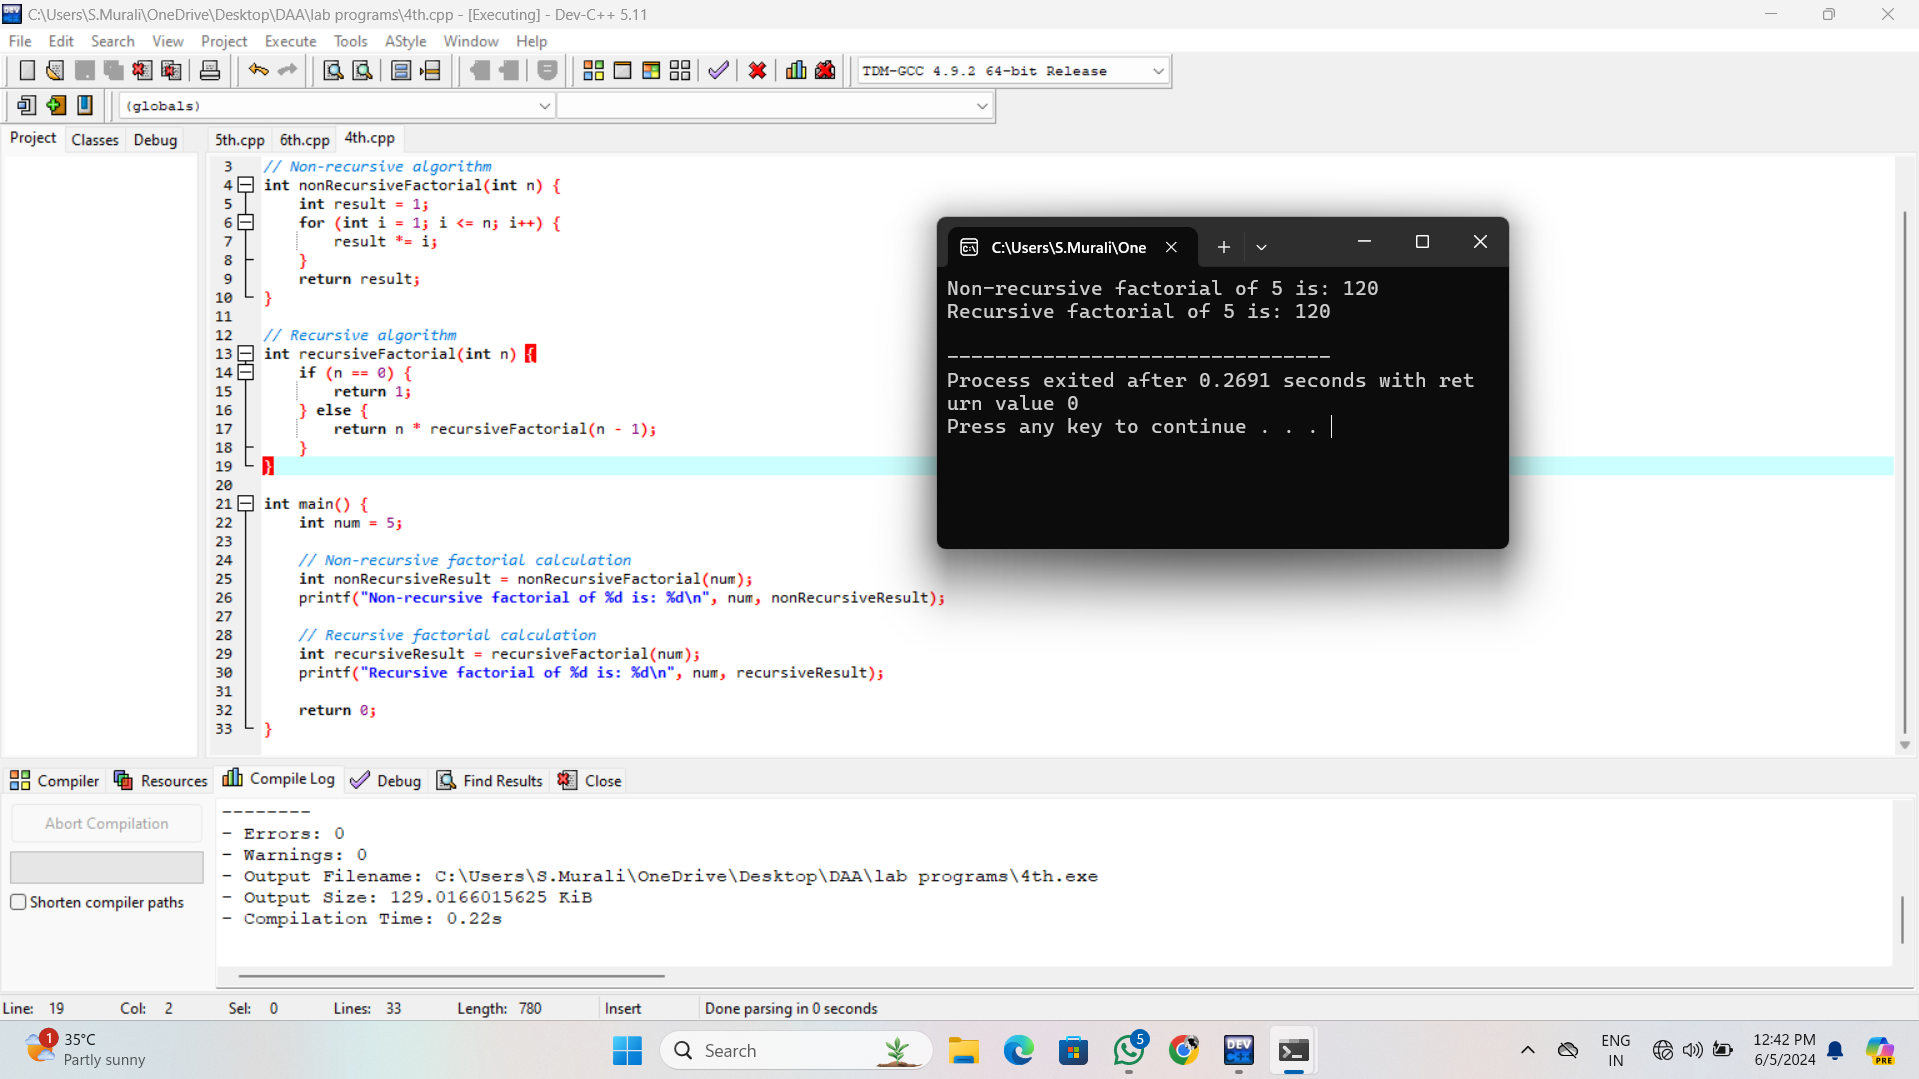 C:\Users\S.Murali\OneDrive\Desktop\DAA\lab programs\4th.cpp - [Executing] - Dev-C++ 5.11
File Edit Search View Project Execute Tools AStyle Window Help
TDM-GCC 4.9.2 64-bit Release
(globals)
Project Classes Debug
5th.cpp 6th.cpp 4th.cpp
3 // Non-recursive algorithm
4 int nonRecursiveFactorial(int n) {
5 int result = 1;
6 for (int i = 1; i <= n; i++) {
7 result *= i;
8 }
9 return result;
10 }
11
12 // Recursive algorithm
13 int recursiveFactorial(int n) {
14 if (n == 0) {
15 return 1;
16 } else {
17 return n * recursiveFactorial(n - 1);
18 }
19 }
20
21 int main() {
22 int num = 5;
23
24 // Non-recursive factorial calculation
25 int nonRecursiveResult = nonRecursiveFactorial(num);
26 printf("Non-recursive factorial of %d is: %d\n", num, nonRecursiveResult);
27
28 // Recursive factorial calculation
29 int recursiveResult = recursiveFactorial(num);
30 printf("Recursive factorial of %d is: %d\n", num, recursiveResult);
31
32 return 0;
33 }
C:\Users\S.Murali\One
Non-recursive factorial of 5 is: 120
Recursive factorial of 5 is: 120
--------------------------------
Process exited after 0.2691 seconds with ret
urn value 0
Press any key to continue . . .
Compiler Resources Compile Log Debug Find Results Close
Abort Compilation
Shorten compiler paths
--------
- Errors: 0
- Warnings: 0
- Output Filename: C:\Users\S.Murali\OneDrive\Desktop\DAA\lab programs\4th.exe
- Output Size: 129.0166015625 KiB
- Compilation Time: 0.22s
Line: 19 Col: 2 Sel: 0 Lines: 33 Length: 780 Insert Done parsing in 0 seconds
1
35°C
Partly sunny
Search
5
DEV
ENG
IN
12:42 PM
6/5/2024
PRE